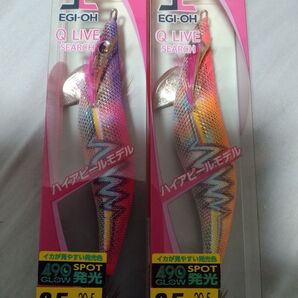 EGI-OH
Q LIVE
SEARCH
ハイアピールモデル
イカが見やすい発光色
490
GLOW
SPOT
発光
3.5
EGI-OH
Q LIVE
SEARCH
ハイアピールモデル
イカが見やすい発光色
490
GLOW
SPOT
発光
3.5